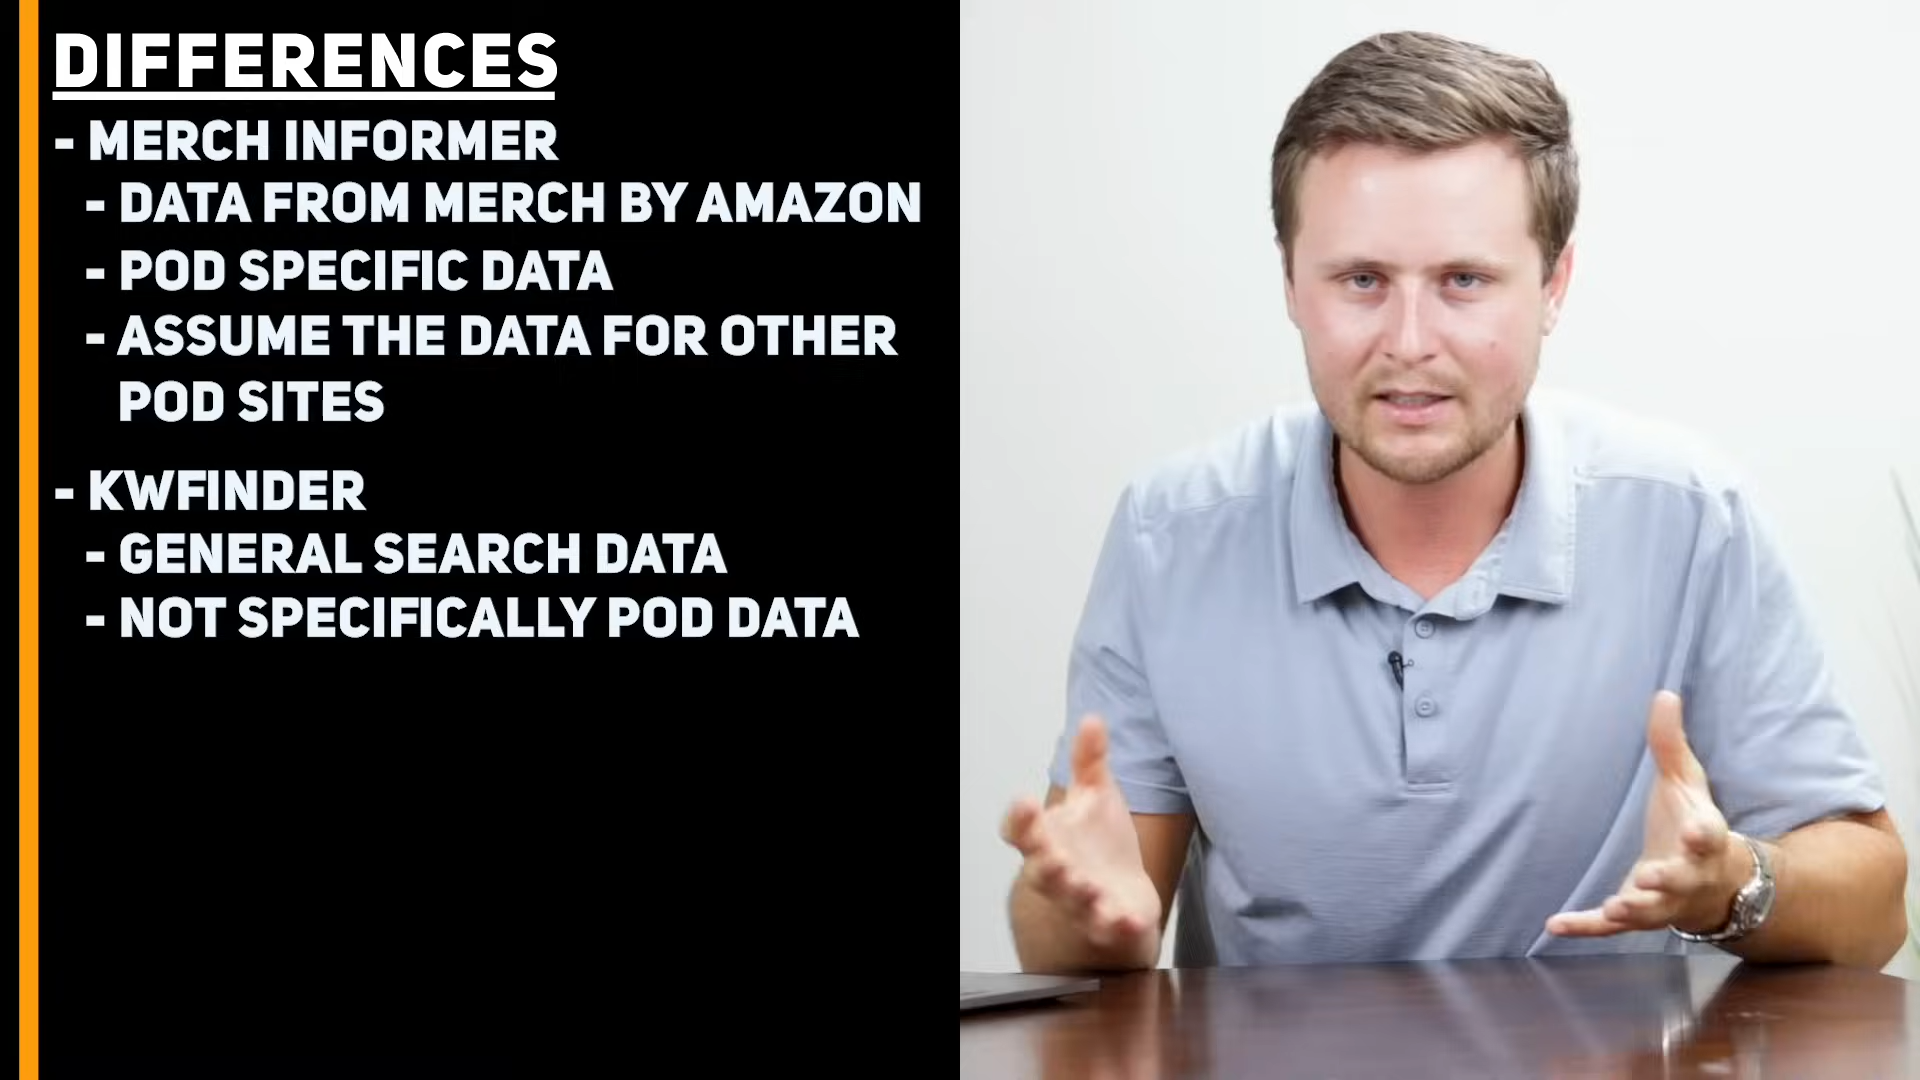 DIFFERENCES
- MERCH INFORMER
- DATA FROM MERCH BY AMAZON
- POD SPECIFIC DATA
- ASSUME THE DATA FOR OTHER
POD SITES
- KWFINDER
- GENERAL SEARCH DATA
- NOT SPECIFICALLY POD DATA